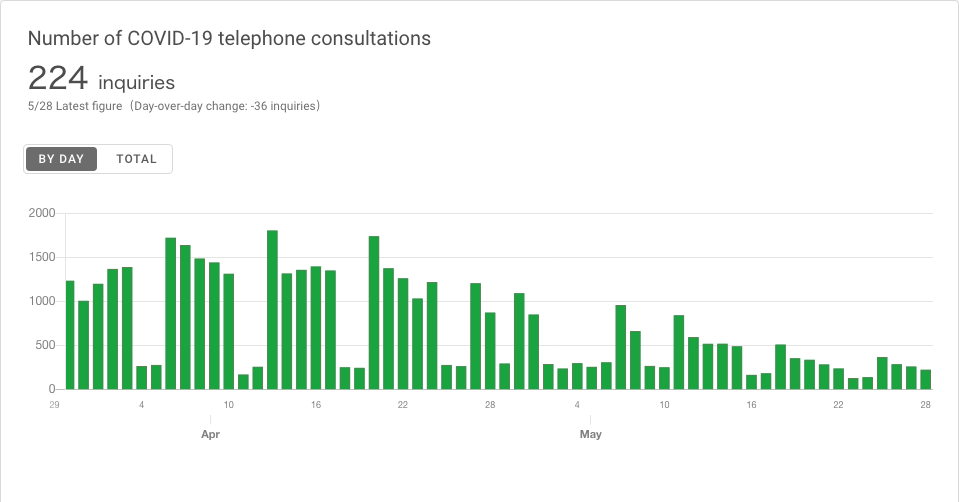 Number of COVID-19 telephone consultations
224 inquiries
5/28 Latest figure（Day-over-day change: -36 inquiries）
BY DAY TOTAL
2000
1500
1000
500
0
29 4 10 16 22 28 4 10 16 22 28
Apr May